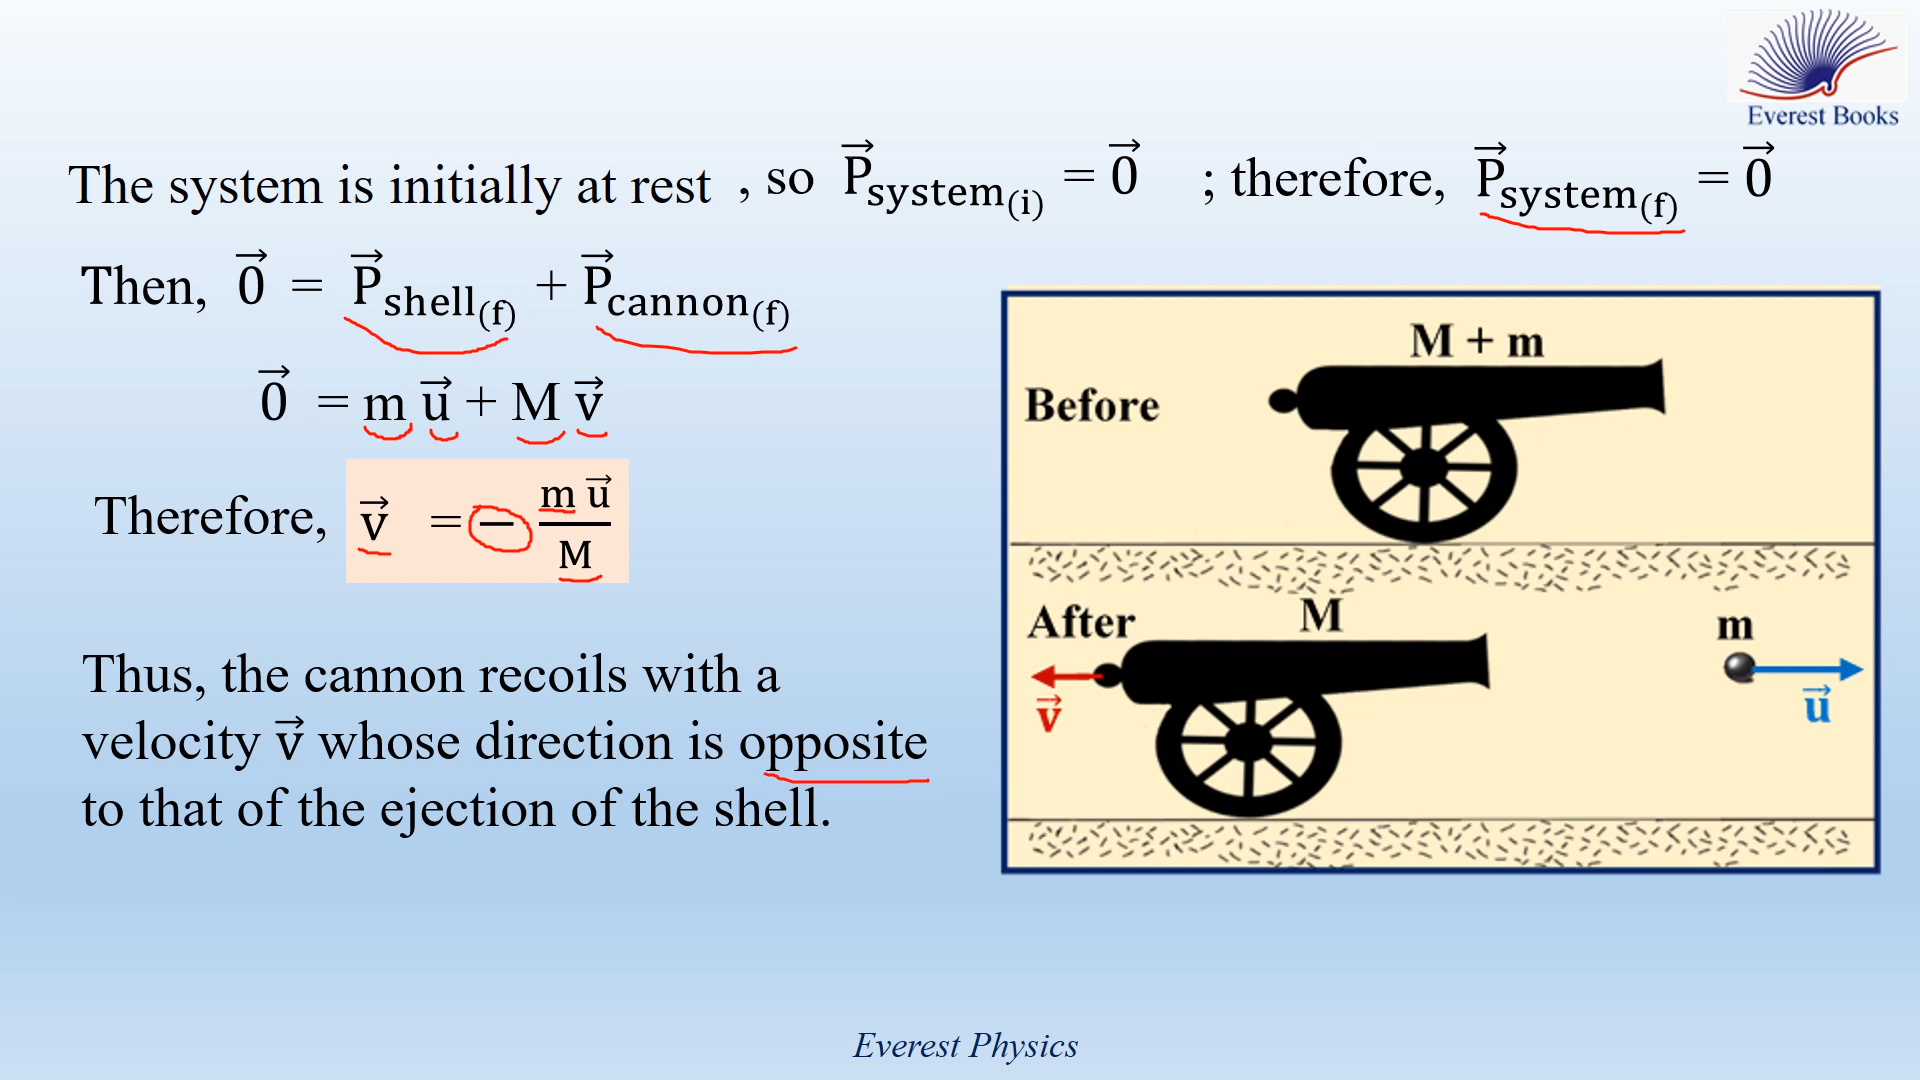 Everest Books
The system is initially at rest , so P⃗system(i) = 0⃗ ; therefore, P⃗system(f) = 0⃗
Then, 0⃗ = P⃗shell(f) + P⃗cannon(f)
0⃗ = m u⃗ + M v⃗
Therefore, v⃗ = − m u⃗ / M
Thus, the cannon recoils with a
velocity v⃗ whose direction is opposite
to that of the ejection of the shell.
M + m
Before
After
M
m
v⃗
u⃗
Everest Physics